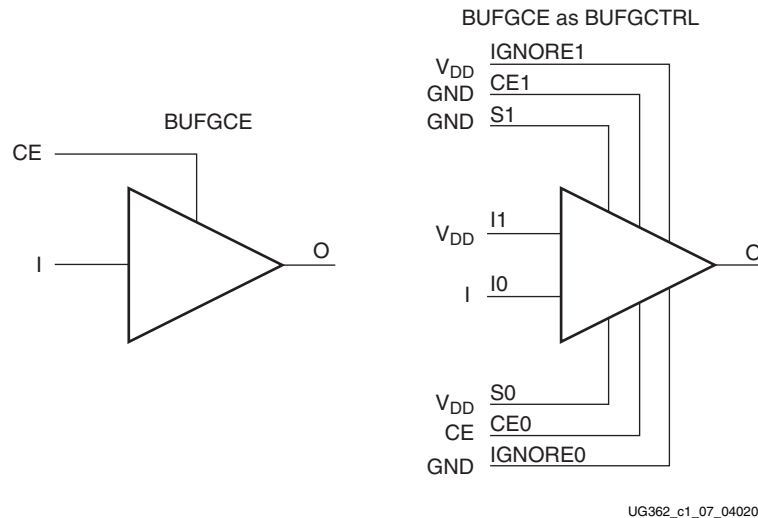 BUFGCE as BUFGCTRL
VDD IGNORE1
GND CE1
GND S1
BUFGCE
CE
VDD I1
I
O
I I0
O
VDD S0
CE CE0
GND IGNORE0
UG362_c1_07_04020